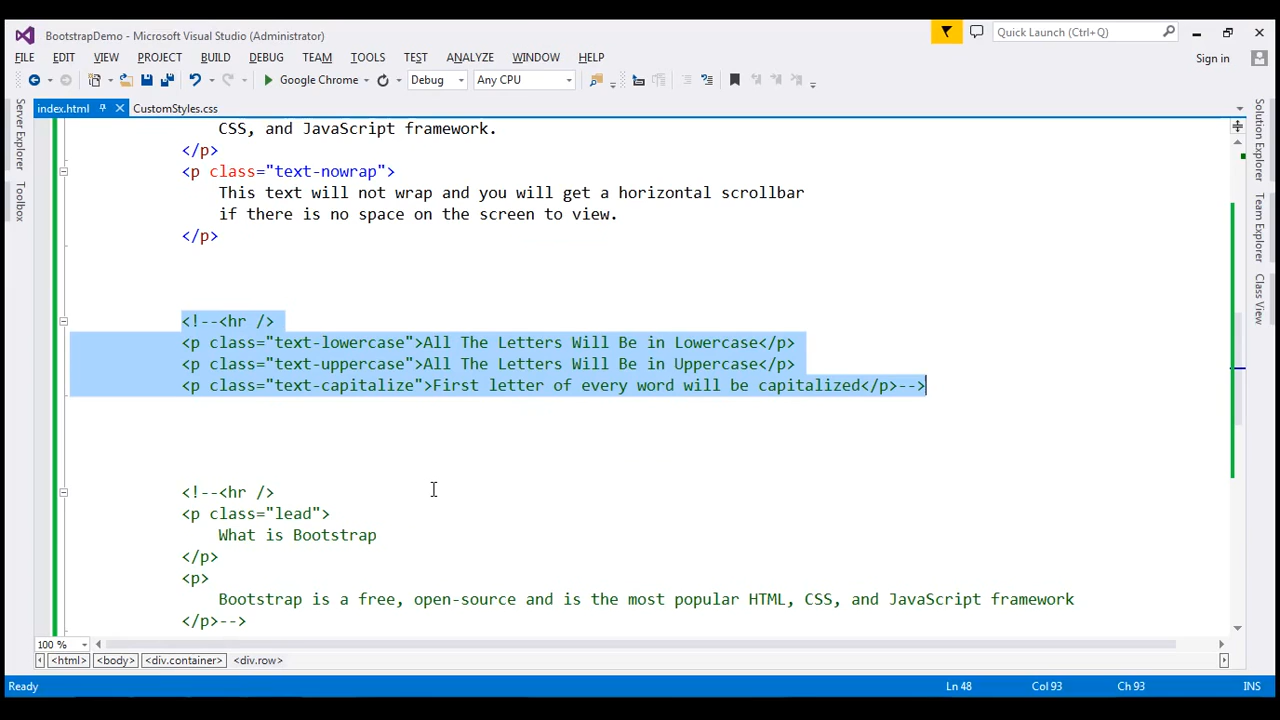 BootstrapDemo - Microsoft Visual Studio (Administrator)
Quick Launch (Ctrl+Q)
FILE EDIT VIEW PROJECT BUILD DEBUG TEAM TOOLS TEST ANALYZE WINDOW HELP
Sign in
Google Chrome Debug Any CPU
index.html CustomStyles.css
Server Explorer
Toolbox
Solution Explorer
Team Explorer
Class View
CSS, and JavaScript framework.
</p>
<p class="text-nowrap">
This text will not wrap and you will get a horizontal scrollbar
if there is no space on the screen to view.
</p>
<!--<hr />
<p class="text-lowercase">All The Letters Will Be in Lowercase</p>
<p class="text-uppercase">All The Letters Will Be in Uppercase</p>
<p class="text-capitalize">First letter of every word will be capitalized</p>-->
<!--<hr />
<p class="lead">
What is Bootstrap
</p>
<p>
Bootstrap is a free, open-source and is the most popular HTML, CSS, and JavaScript framework
</p>-->
100 %
<html> <body> <div.container> <div.row>
Ready Ln 48 Col 93 Ch 93 INS